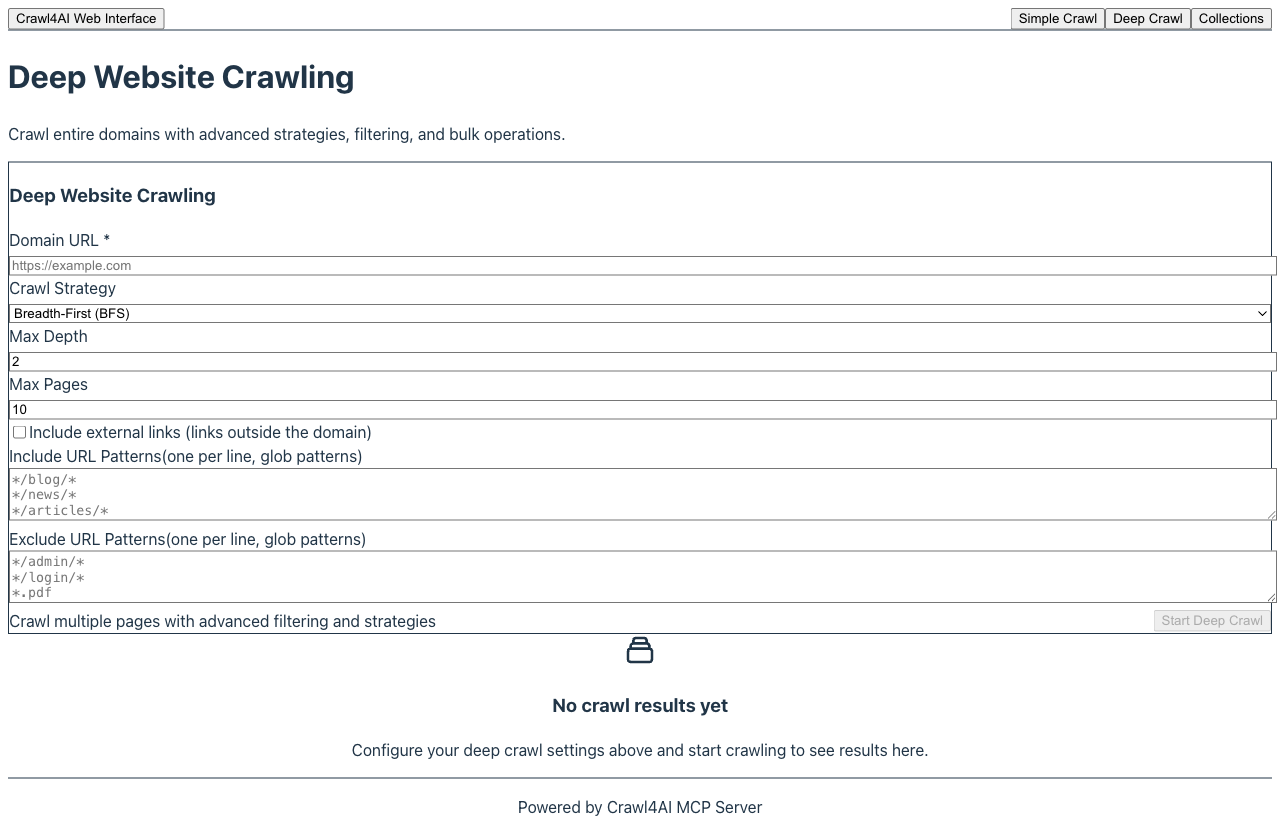 Crawl4AI Web Interface
Simple Crawl
Deep Crawl
Collections
Deep Website Crawling
Crawl entire domains with advanced strategies, filtering, and bulk operations.
Deep Website Crawling
Domain URL *
https://example.com
Crawl Strategy
Breadth-First (BFS)
Max Depth
2
Max Pages
10
Include external links (links outside the domain)
Include URL Patterns(one per line, glob patterns)
*/blog/*
*/news/*
*/articles/*
Exclude URL Patterns(one per line, glob patterns)
*/admin/*
*/login/*
*.pdf
Crawl multiple pages with advanced filtering and strategies
Start Deep Crawl
No crawl results yet
Configure your deep crawl settings above and start crawling to see results here.
Powered by Crawl4AI MCP Server